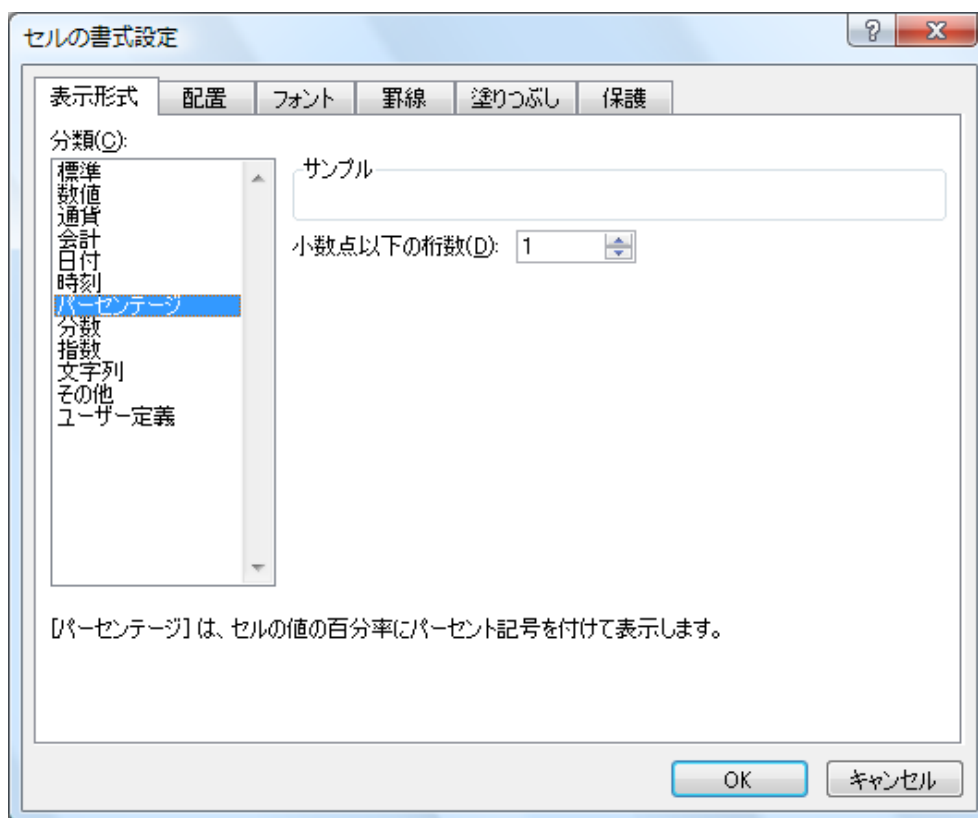 セルの書式設定
表示形式 配置 フォント 罫線 塗りつぶし 保護
分類(C):
標準
数値
通貨
会計
日付
時刻
パーセンテージ
分数
指数
文字列
その他
ユーザー定義
サンプル
小数点以下の桁数(D): 1
[パーセンテージ] は、セルの値の百分率にパーセント記号を付けて表示します。
OK キャンセル